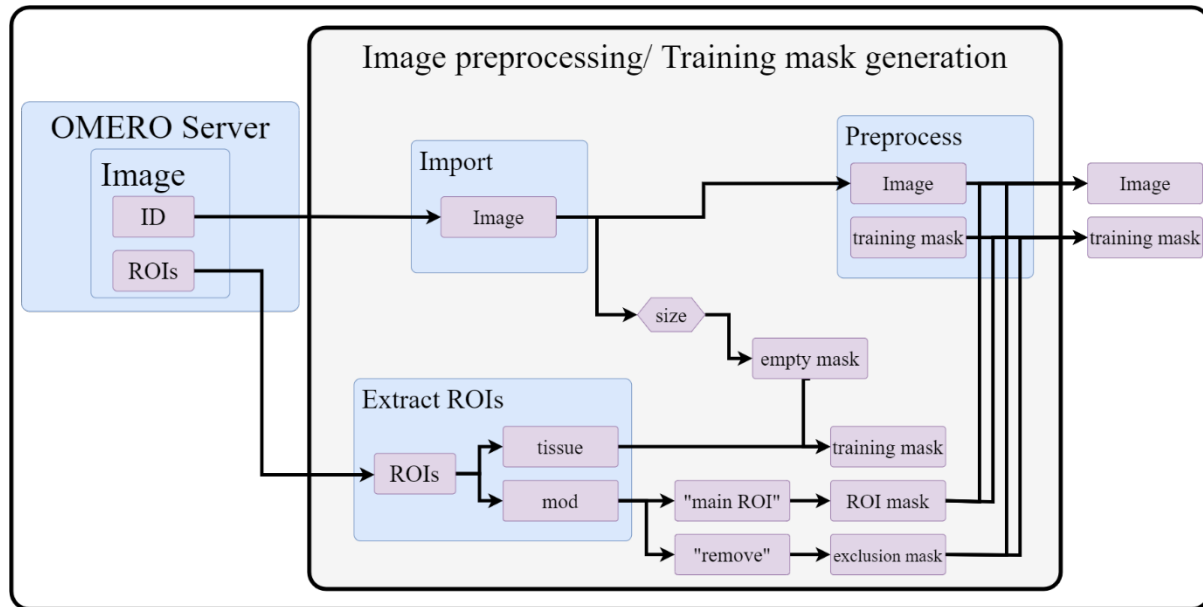 Image preprocessing/ Training mask generation
OMERO Server
Image
ID
ROIs
Import
Image
Preprocess
Image
training mask
Image
training mask
size
empty mask
Extract ROIs
ROIs
tissue
mod
training mask
"main ROI"
ROI mask
"remove"
exclusion mask